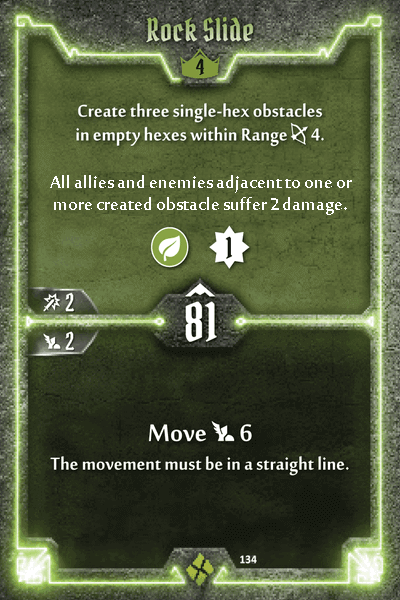 Rock Slide
4
Create three single-hex obstacles
in empty hexes within Range 4.
All allies and enemies adjacent to one or
more created obstacle suffer 2 damage.
1
2
81
2
Move 6
The movement must be in a straight line.
134